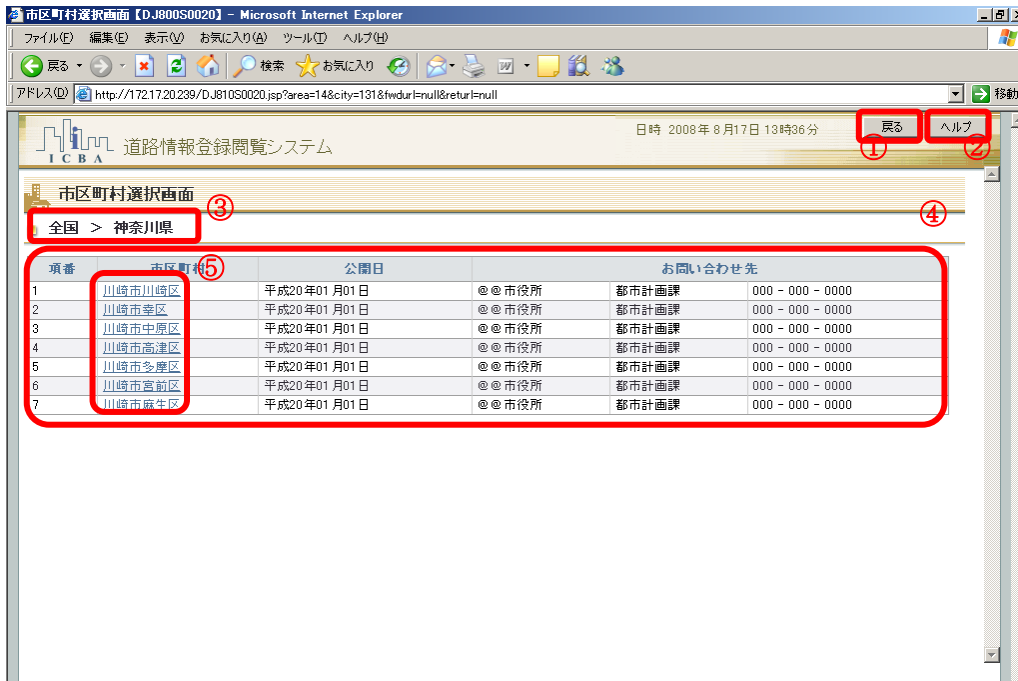 市区町村選択画面【DJ800S0020】 - Microsoft Internet Explorer
ファイル(F) 編集(E) 表示(V) お気に入り(A) ツール(T) ヘルプ(H)
戻る 検索 お気に入り
アドレス(D) http://172.17.20.239/DJ810S0020.jsp?area=14&city=131&fwdurl=null&returl=null 移動
ICBA 道路情報登録閲覧システム 日時 2008年8月17日 13時36分 戻る ヘルプ
① ②
市区町村選択画面
③ ④
全国 > 神奈川県
項番 市区町村 ⑤ 公開日 お問い合わせ先
1 川崎市川崎区 平成20年01月01日 @@市役所 都市計画課 000 - 000 - 0000
2 川崎市幸区 平成20年01月01日 @@市役所 都市計画課 000 - 000 - 0000
3 川崎市中原区 平成20年01月01日 @@市役所 都市計画課 000 - 000 - 0000
4 川崎市高津区 平成20年01月01日 @@市役所 都市計画課 000 - 000 - 0000
5 川崎市多摩区 平成20年01月01日 @@市役所 都市計画課 000 - 000 - 0000
6 川崎市宮前区 平成20年01月01日 @@市役所 都市計画課 000 - 000 - 0000
7 川崎市麻生区 平成20年01月01日 @@市役所 都市計画課 000 - 000 - 0000